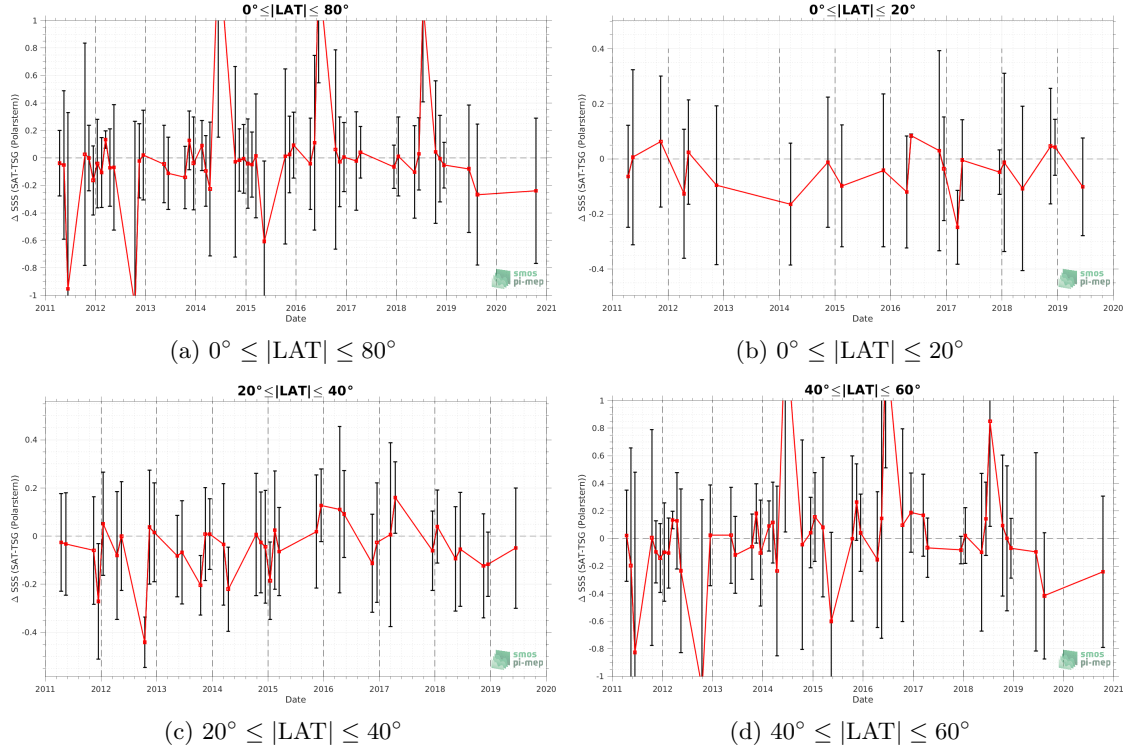 0°≤|LAT|≤ 80°
Δ SSS (SAT-TSG (Polarstern))
1
0.8
0.6
0.4
0.2
0
-0.2
-0.4
-0.6
-0.8
-1
2011 2012 2013 2014 2015 2016 2017 2018 2019 2020 2021
Date
smos
pi-mep
(a) 0° ≤ |LAT| ≤ 80°
0°≤|LAT|≤ 20°
Δ SSS (SAT-TSG (Polarstern))
0.4
0.2
0
-0.2
-0.4
2011 2012 2013 2014 2015 2016 2017 2018 2019 2020
Date
smos
pi-mep
(b) 0° ≤ |LAT| ≤ 20°
20°≤|LAT|≤ 40°
Δ SSS (SAT-TSG (Polarstern))
0.4
0.2
0
-0.2
-0.4
2011 2012 2013 2014 2015 2016 2017 2018 2019 2020
Date
smos
pi-mep
(c) 20° ≤ |LAT| ≤ 40°
40°≤|LAT|≤ 60°
Δ SSS (SAT-TSG (Polarstern))
1
0.8
0.6
0.4
0.2
0
-0.2
-0.4
-0.6
-0.8
-1
2011 2012 2013 2014 2015 2016 2017 2018 2019 2020 2021
Date
smos
pi-mep
(d) 40° ≤ |LAT| ≤ 60°